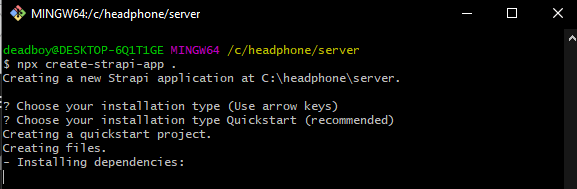 MINGW64:/c/headphone/server
deadboy@DESKTOP-6Q1T1GE MINGW64 /c/headphone/server
$ npx create-strapi-app .
Creating a new Strapi application at C:\headphone\server.
? Choose your installation type (Use arrow keys)
? Choose your installation type Quickstart (recommended)
Creating a quickstart project.
Creating files.
- Installing dependencies: